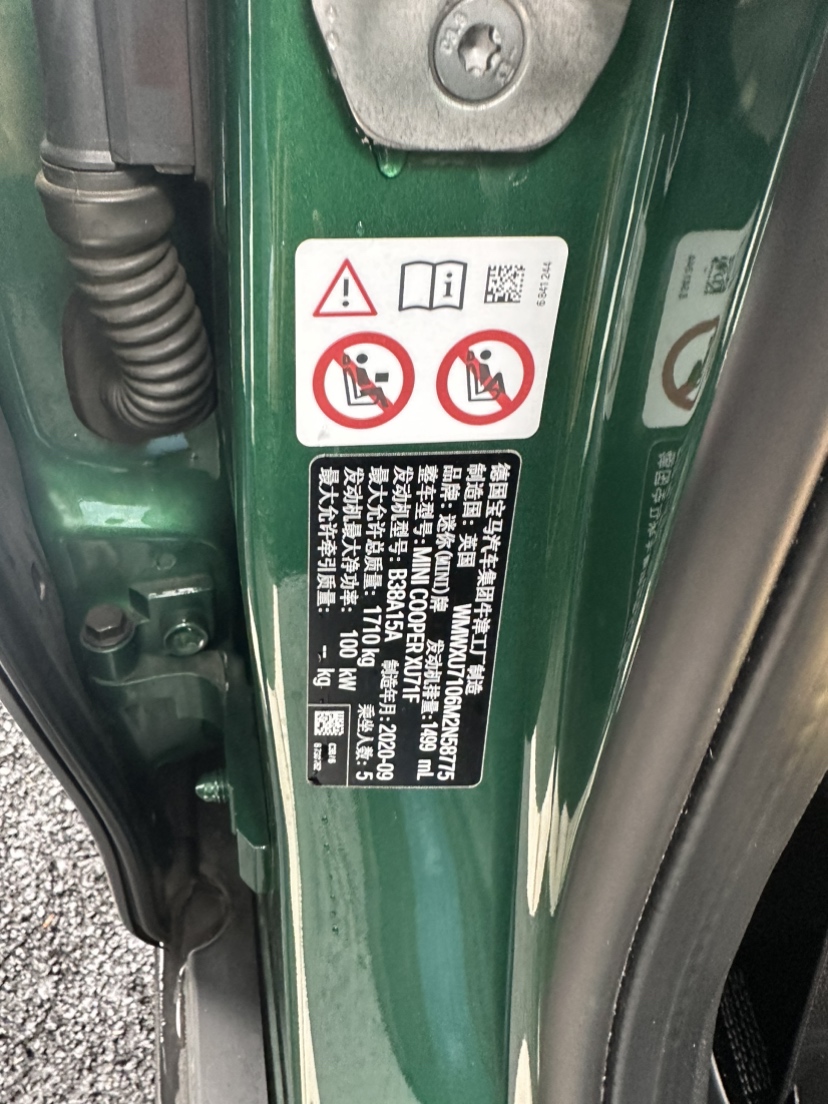 6 841 244
德国宝马汽车集团牛津工厂 制造
制造国：英国 WMWXU7106M2N58775
品牌：迷你(MINI)牌 发动机排量：1499 mL
整车型号：MINI COOPER XU71F
发动机型号：B38A15A 制造年月：2020-09
最大允许总质量：1710 kg 乘坐人数：5
发动机最大净功率：100 kW
最大允许牵引质量：-- kg